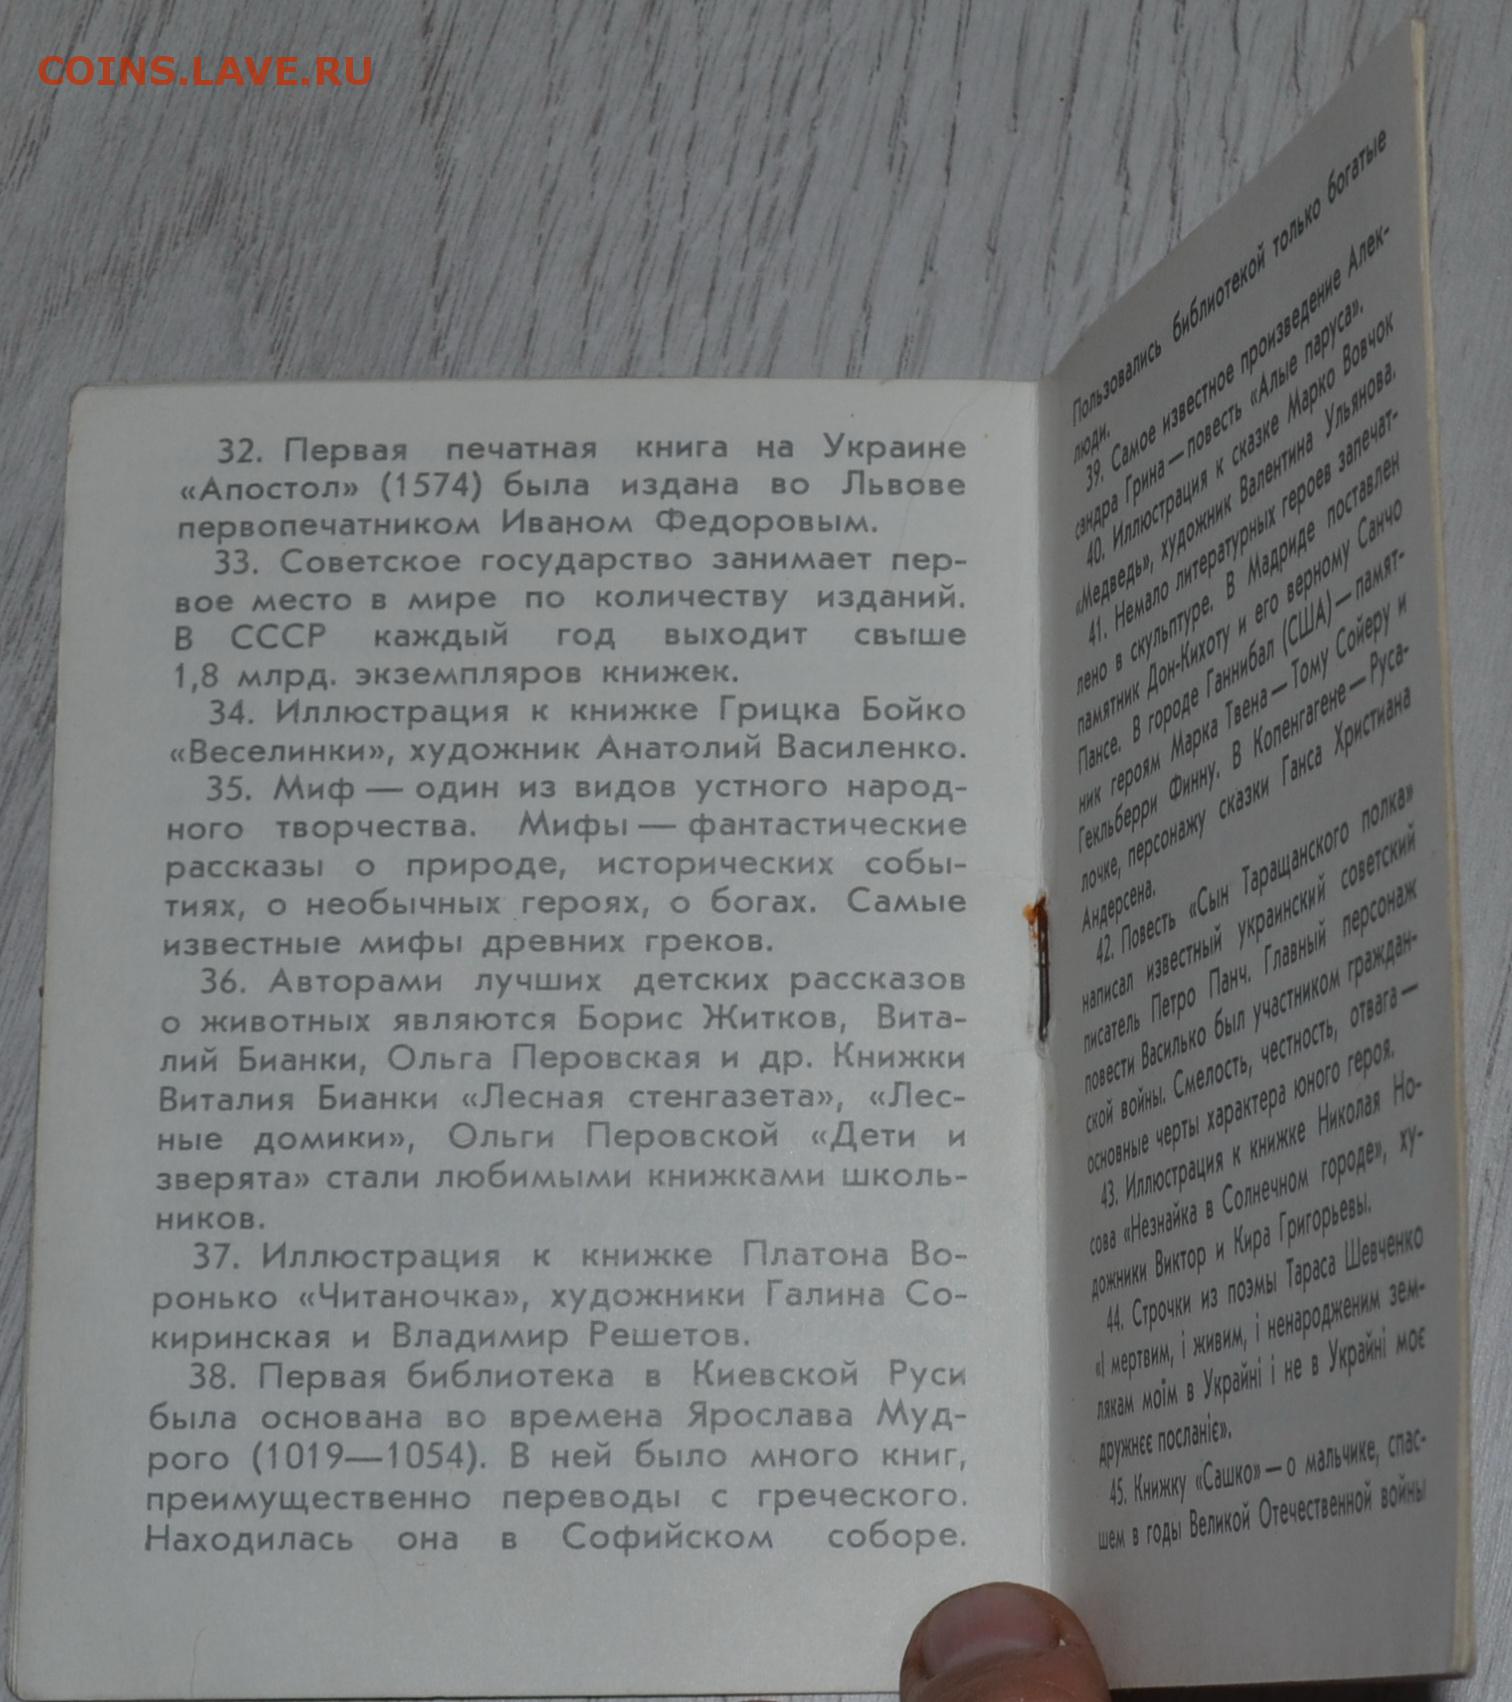 COINS.LAVE.RU
32. Первая печатная книга на Украине
«Апостол» (1574) была издана во Львове
первопечатником Иваном Федоровым.
33. Советское государство занимает пер-
вое место в мире по количеству изданий.
В СССР каждый год выходит свыше
1,8 млрд. экземпляров книжек.
34. Иллюстрация к книжке Грицка Бойко
«Веселинки», художник Анатолий Василенко.
35. Миф — один из видов устного народ-
ного творчества. Мифы — фантастические
рассказы о природе, исторических собы-
тиях, о необычных героях, о богах. Самые
известные мифы древних греков.
36. Авторами лучших детских рассказов
о животных являются Борис Житков, Вита-
лий Бианки, Ольга Перовская и др. Книжки
Виталия Бианки «Лесная стенгазета», «Лес-
ные домики», Ольги Перовской «Дети и
зверята» стали любимыми книжками школь-
ников.
37. Иллюстрация к книжке Платона Во-
ронько «Читаночка», художники Галина Со-
киринская и Владимир Решетов.
38. Первая библиотека в Киевской Руси
была основана во времена Ярослава Муд-
рого (1019—1054). В ней было много книг,
преимущественно переводы с греческого.
Находилась она в Софийском соборе.
Пользовались библиотекой только богатые
люди.
39. Самое известное произведение Алек-
сандра Грина — повесть «Алые паруса».
40. Иллюстрация к сказке Марко Вовчок
«Медведь», художник Валентина Ульянова.
41. Немало литературных героев запечат-
лено в скульптуре. В Мадриде поставлен
памятник Дон-Кихоту и его верному Санчо
Пансе. В городе Ганнибал (США) — памят-
ник героям Марка Твена — Тому Сойеру и
Гекльберри Финну. В Копенгагене — Руса-
лочке, персонажу сказки Ганса Христиана
Андерсена.
42. Повесть «Сын Таращанского полка»
написал известный украинский советский
писатель Петро Панч. Главный персонаж
повести Василько был участником граждан-
ской войны. Смелость, честность, отвага —
основные черты характера юного героя.
43. Иллюстрация к книжке Николая Но-
сова «Незнайка в Солнечном городе», ху-
дожники Виктор и Кира Григорьевы.
44. Строчки из поэмы Тараса Шевченко
«І мертвим, і живим, і ненародженим зем-
лякам моїм в Україні і не в Україні моє
дружнєє посланіє».
45. Книжку «Сашко» — о мальчике, спас-
шем в годы Великой Отечественной войны